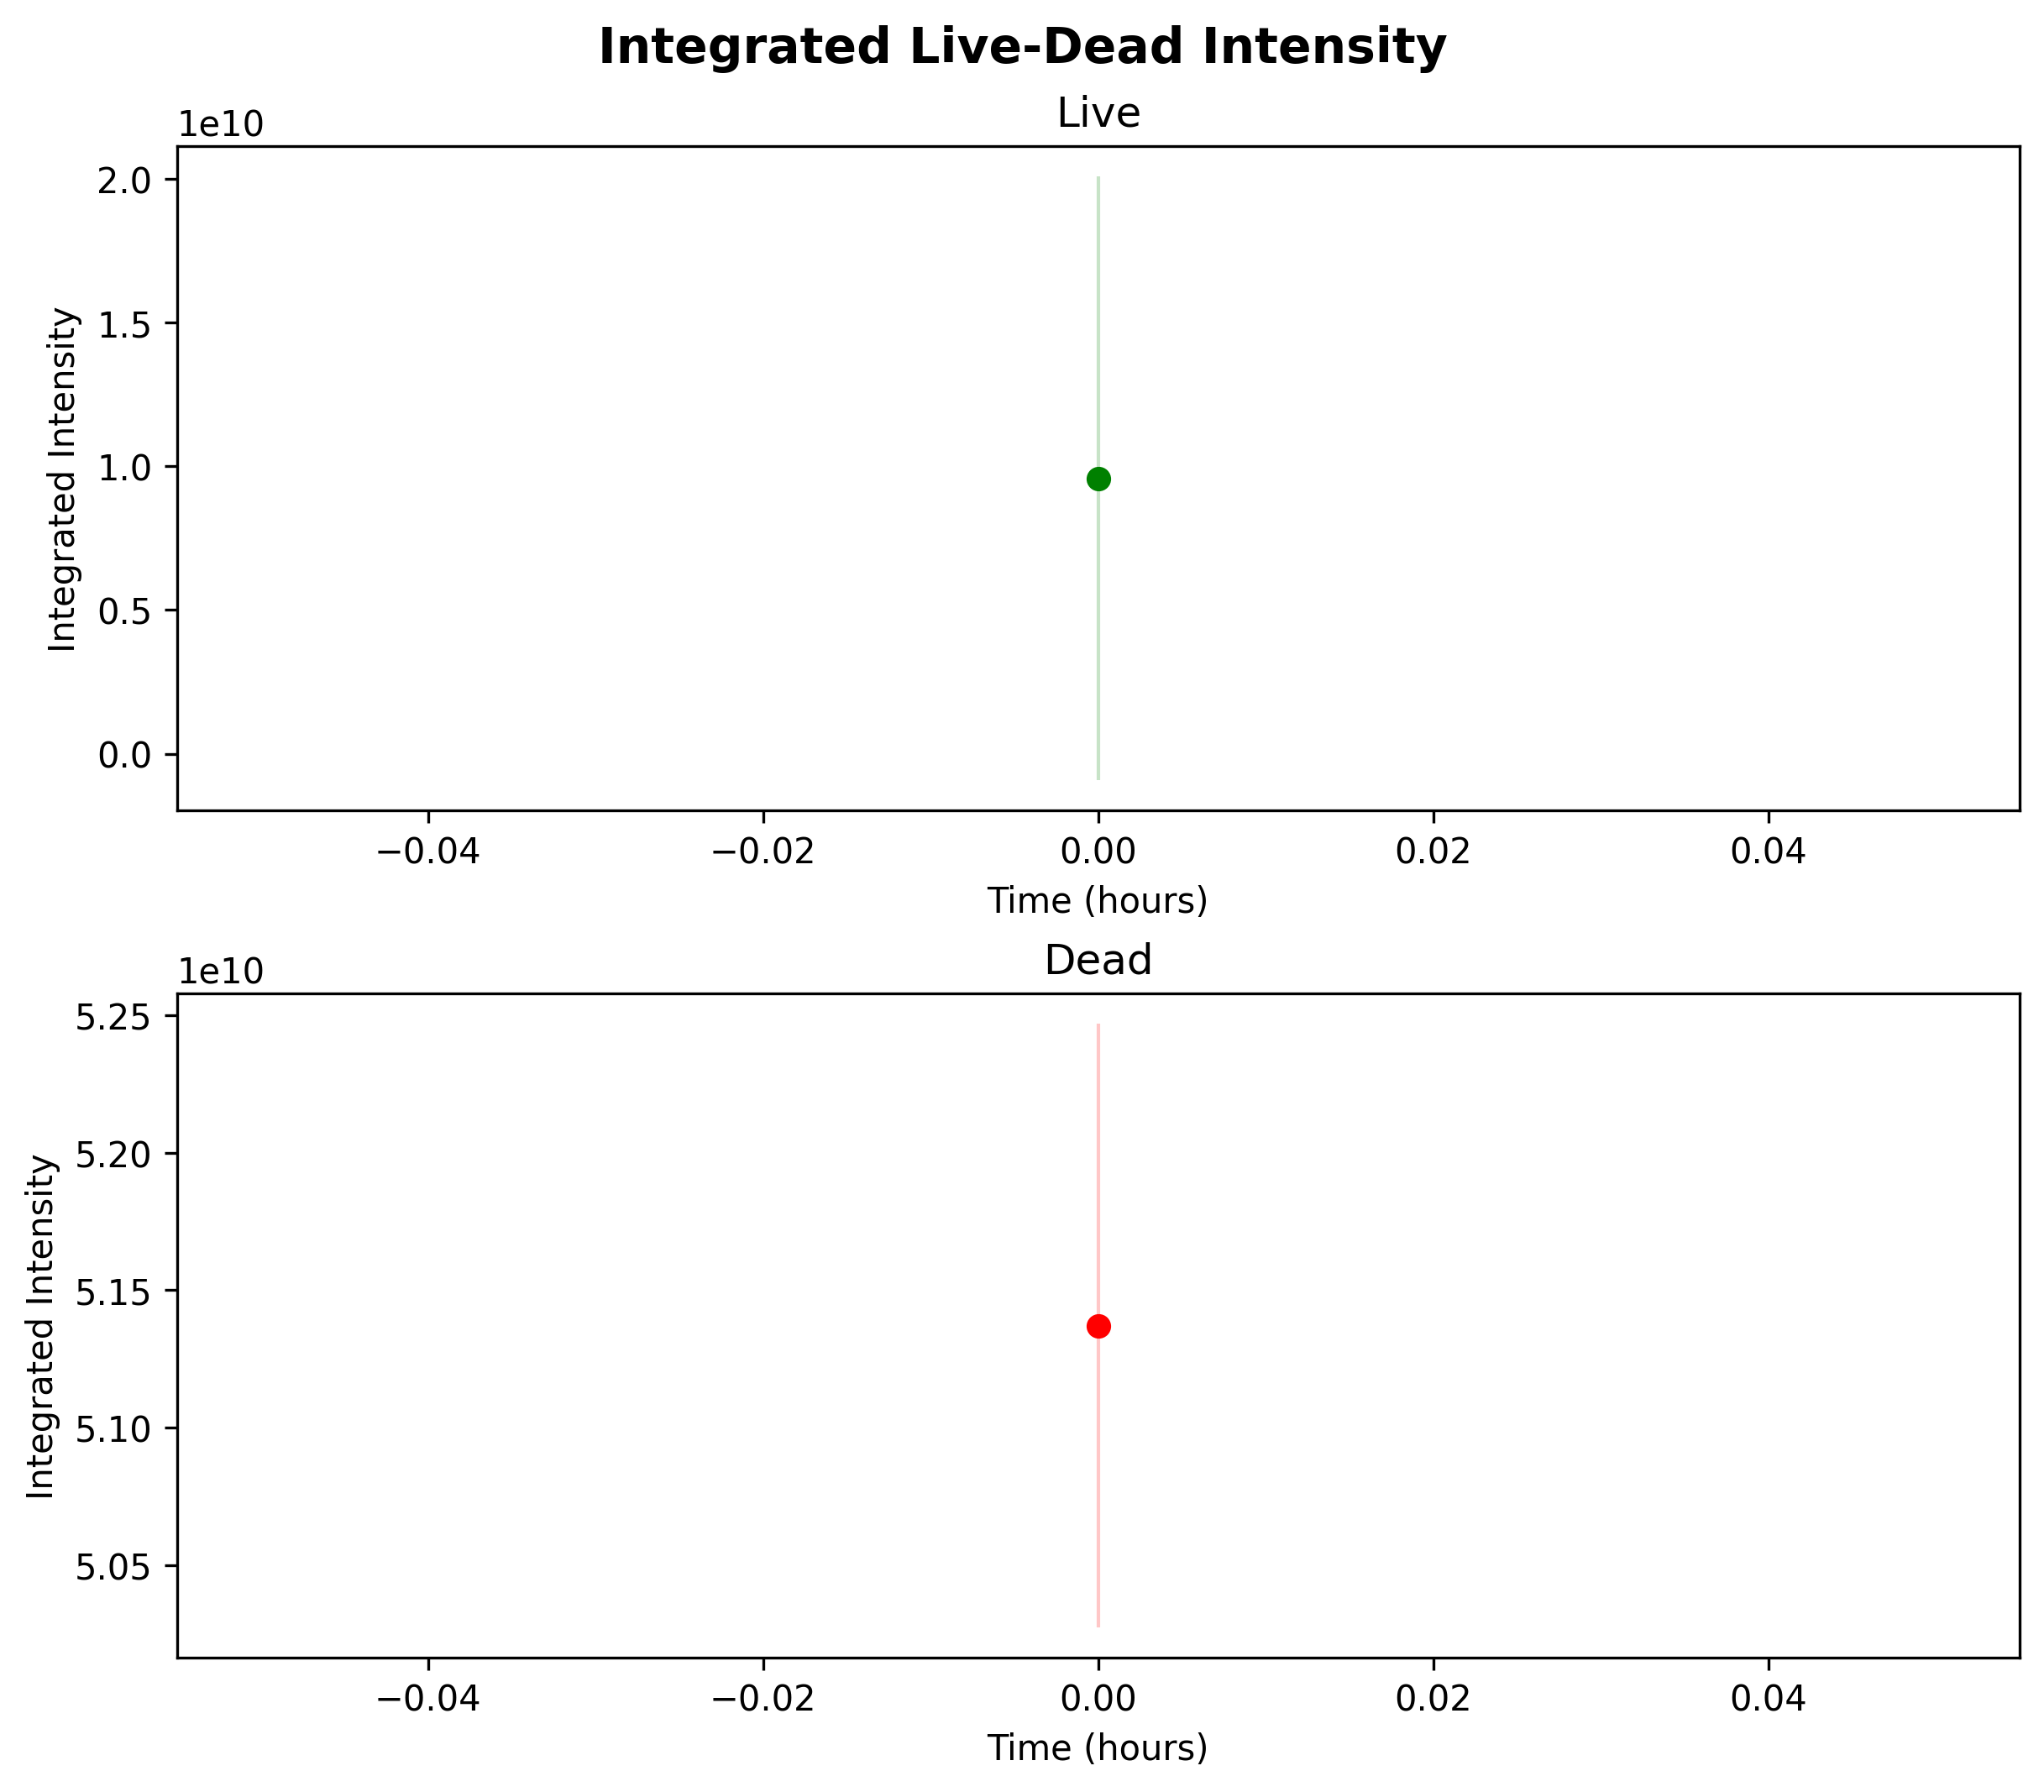 Integrated Live-Dead Intensity
Live
1e10
2.0
1.5
1.0
0.5
0.0
Integrated Intensity
−0.04
−0.02
0.00
0.02
0.04
Time (hours)
Dead
1e10
5.25
5.20
5.15
5.10
5.05
Integrated Intensity
−0.04
−0.02
0.00
0.02
0.04
Time (hours)